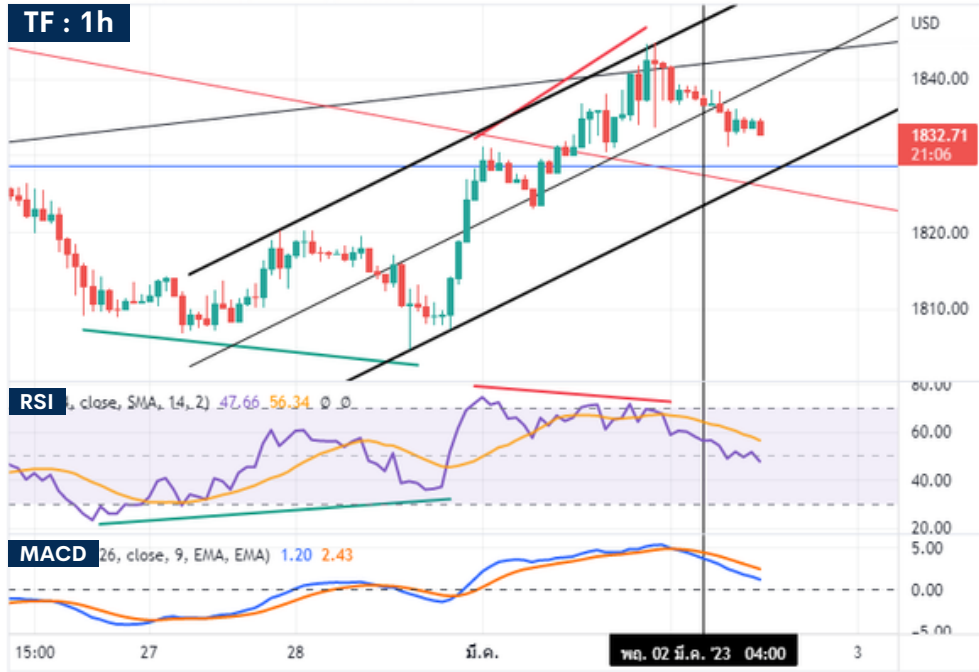 TF : 1h
USD
1840.00
1832.71
21:06
1820.00
1810.00
RSI , close, SMA, 14, 2) 47.66 56.34 Ø Ø
80.00
60.00
40.00
20.00
MACD 26, close, 9, EMA, EMA) 1.20 2.43
5.00
0.00
-5.00
15:00 27 28 มี.ค. พฤ. 02 มี.ค. '23 04:00 3